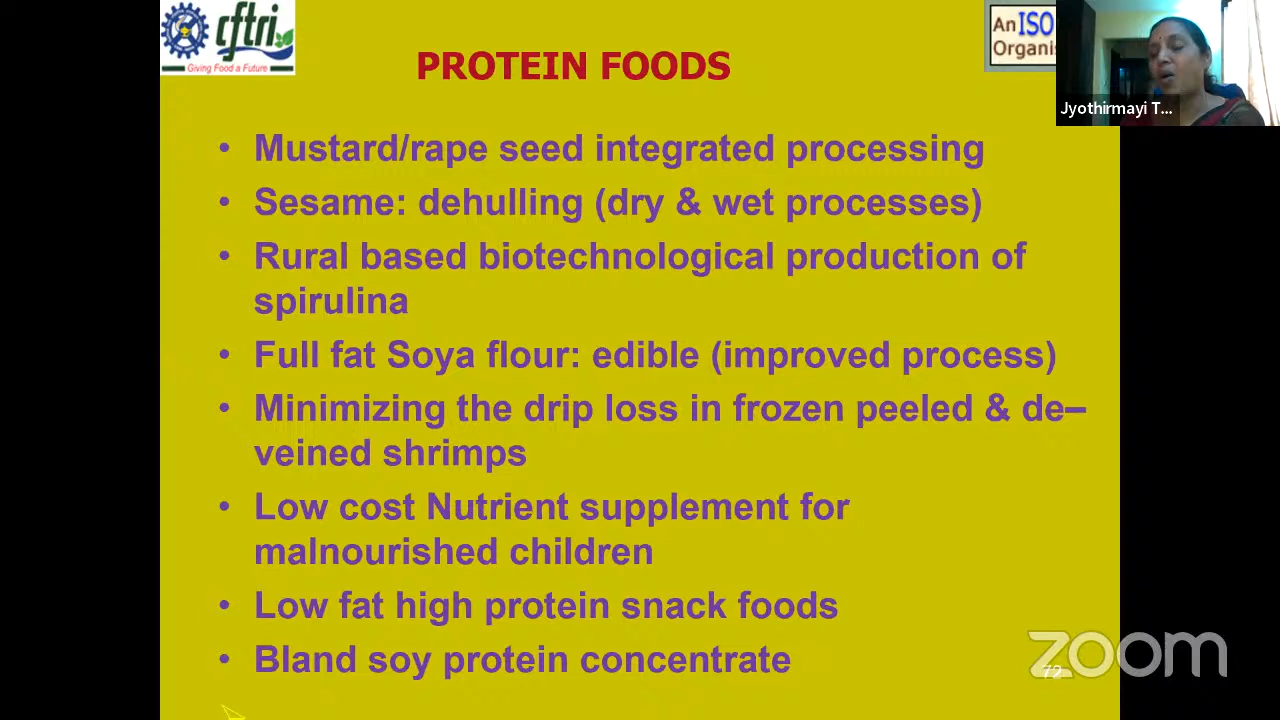 cftri
Giving Food a Future
An ISO
Organis
PROTEIN FOODS
Jyothirmayi T...
• Mustard/rape seed integrated processing
• Sesame: dehulling (dry & wet processes)
• Rural based biotechnological production of
spirulina
• Full fat Soya flour: edible (improved process)
• Minimizing the drip loss in frozen peeled & de–
veined shrimps
• Low cost Nutrient supplement for
malnourished children
• Low fat high protein snack foods
• Bland soy protein concentrate
zoom
72